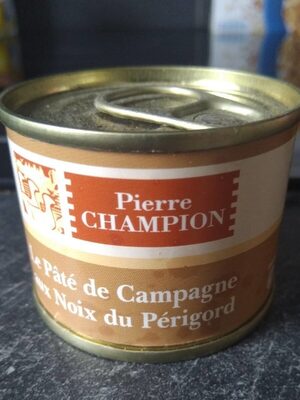 Pierre
CHAMPION
Le Pâté de Campagne
aux Noix du Périgord